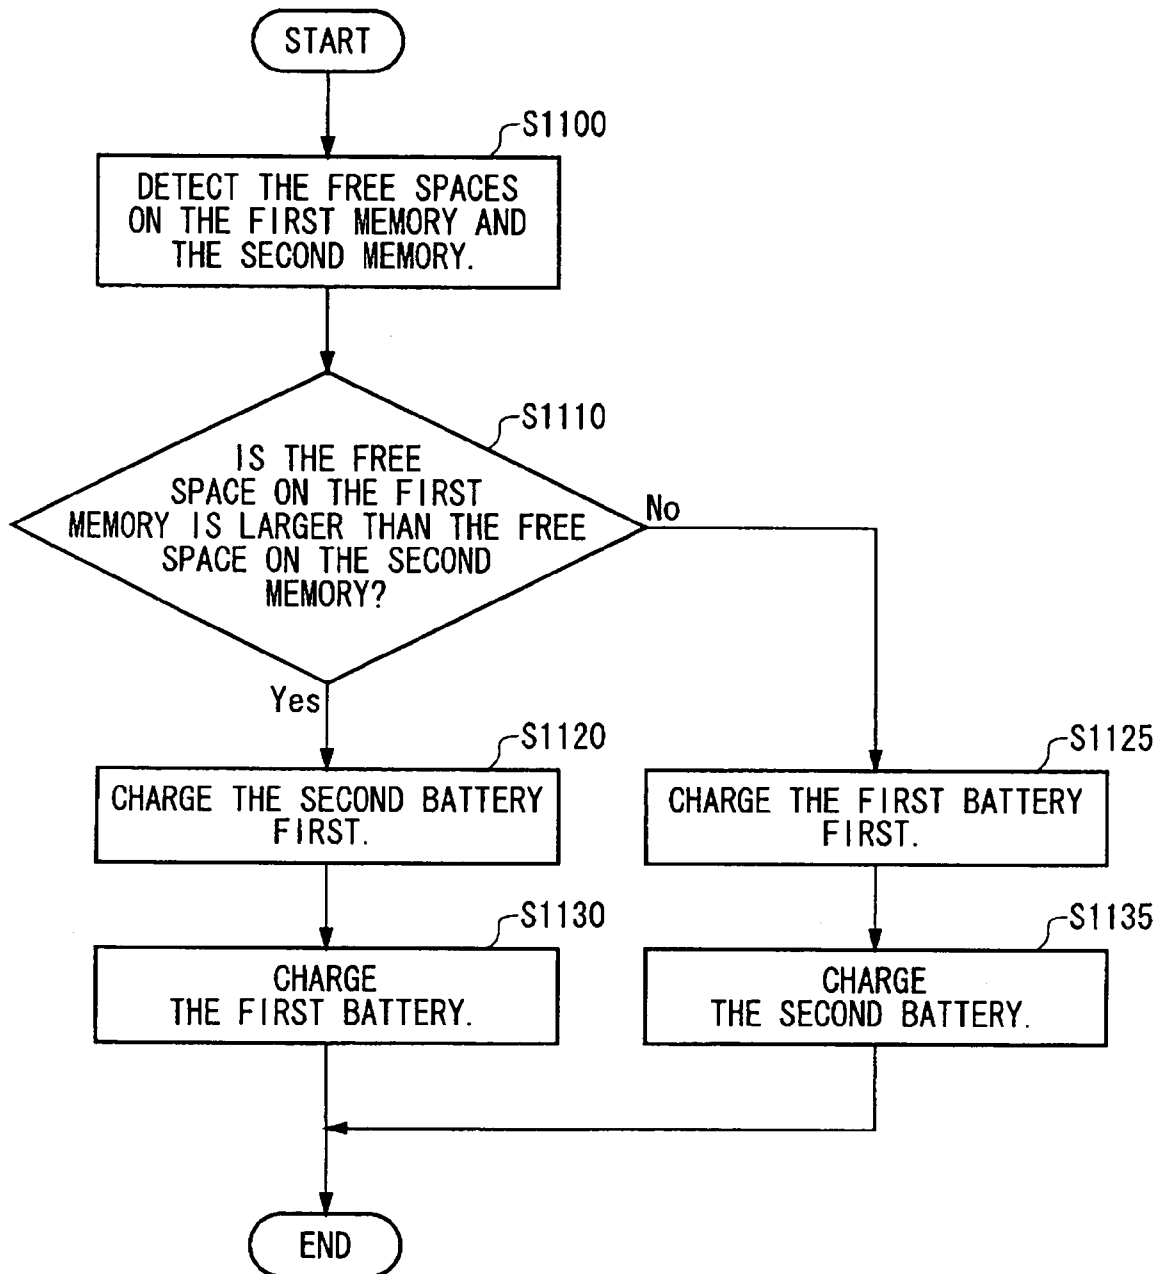 START
S1100
DETECT THE FREE SPACES
ON THE FIRST MEMORY AND
THE SECOND MEMORY.
S1110
IS THE FREE
SPACE ON THE FIRST
MEMORY IS LARGER THAN THE FREE
SPACE ON THE SECOND
MEMORY?
No
Yes
S1120
CHARGE THE SECOND BATTERY
FIRST.
S1125
CHARGE THE FIRST BATTERY
FIRST.
S1130
CHARGE
THE FIRST BATTERY.
S1135
CHARGE
THE SECOND BATTERY.
END